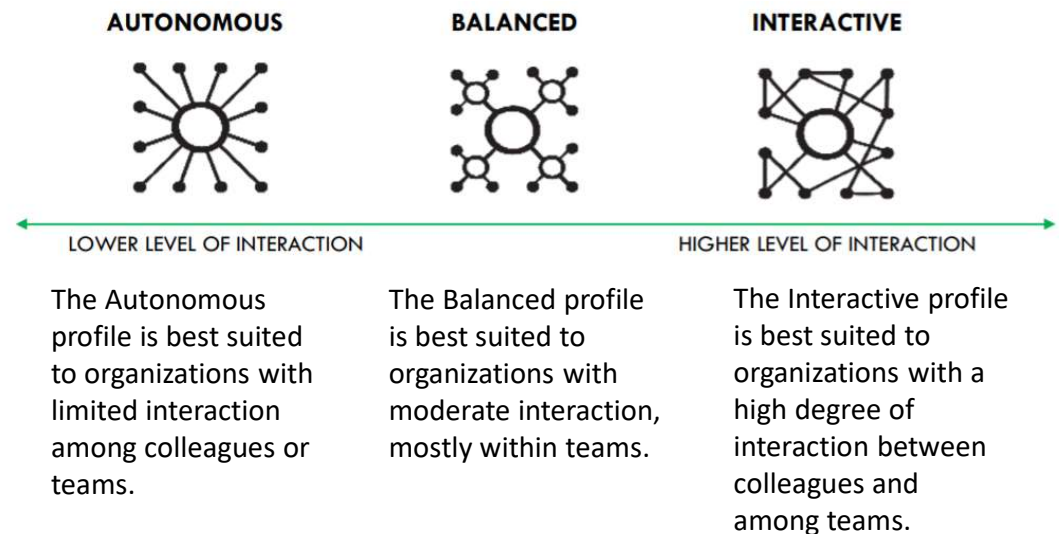 AUTONOMOUS
BALANCED
INTERACTIVE
LOWER LEVEL OF INTERACTION
HIGHER LEVEL OF INTERACTION
The Autonomous
profile is best suited
to organizations with
limited interaction
among colleagues or
teams.
The Balanced profile
is best suited to
organizations with
moderate interaction,
mostly within teams.
The Interactive profile
is best suited to
organizations with a
high degree of
interaction between
colleagues and
among teams.